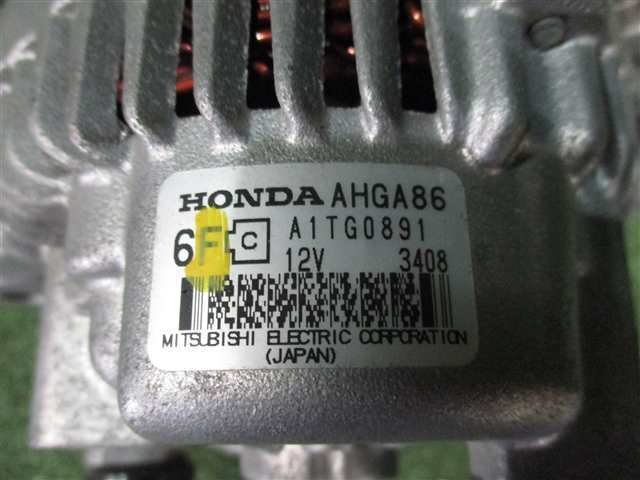 HONDA AHGA86
6F C A1TG0891
12V 3408
MITSUBISHI ELECTRIC CORPORATION
(JAPAN)